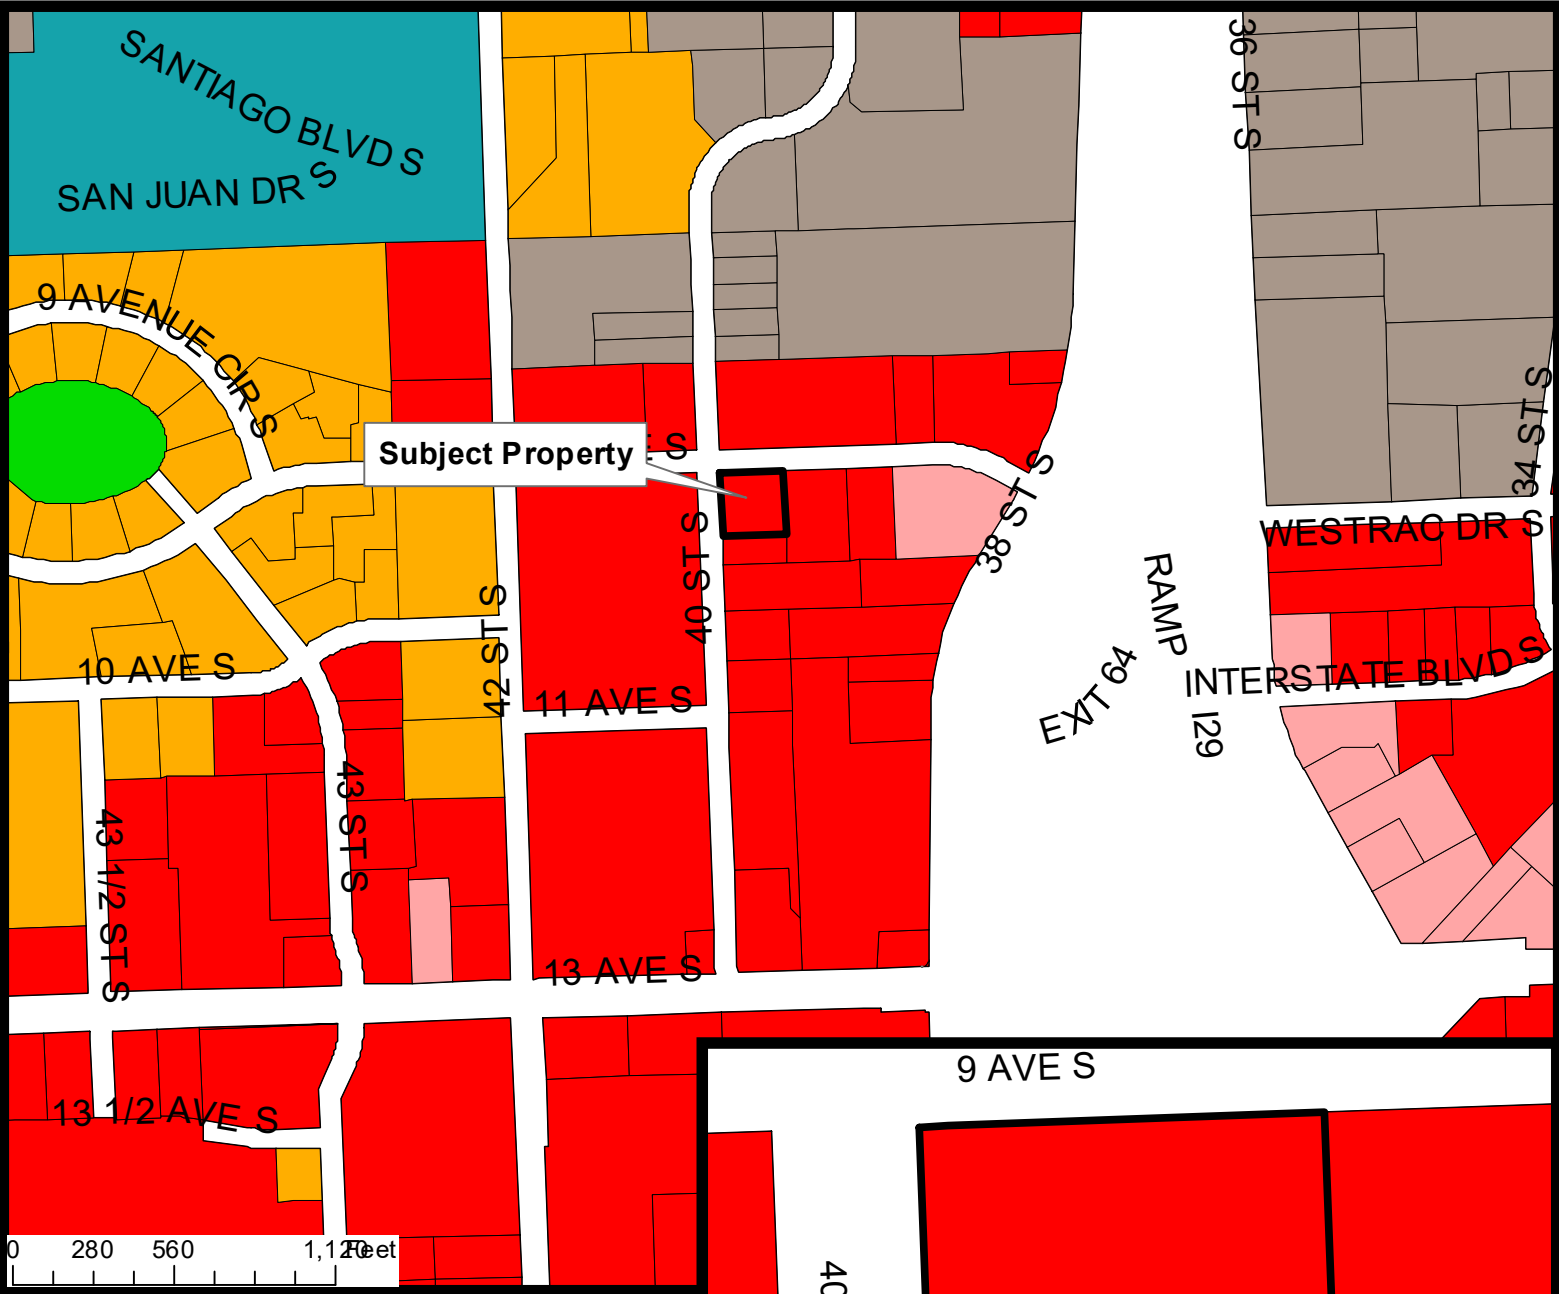 SANTIAGO BLVD S
SAN JUAN DR S
36 ST S
9 AVENUE CIR S
34 ST S
Subject Property
E S
38 ST S
40 ST S
WESTRAC DR S
RAMP
42 ST S
10 AVE S
11 AVE S
EXIT 64
INTERSTATE BLVD S
I29
43 ST S
43 1/2 ST S
13 AVE S
9 AVE S
13 1/2 AVE S
0 280 560 1,120 Feet
40